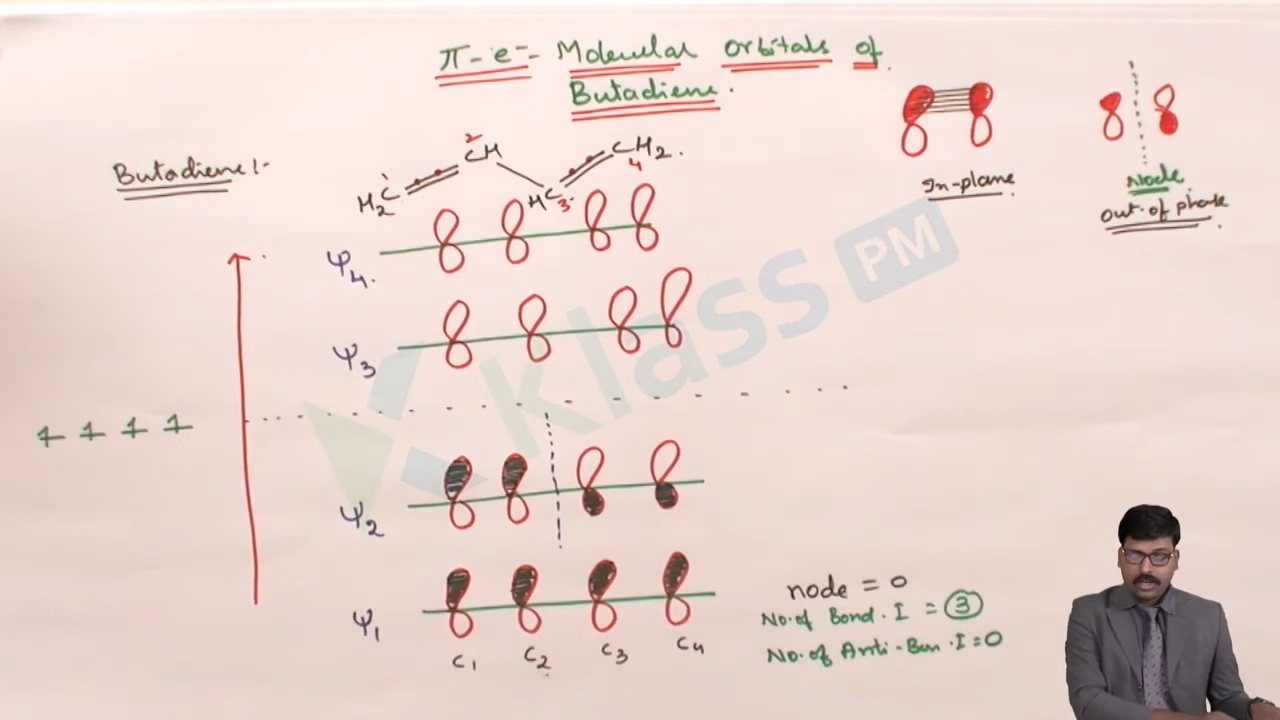 π-e⁻- Molecular orbitals of
Butadiene.
Butadiene:-
H₂C CH HC CH₂.
1 2 3 4
In-plane
Node
Out of phase
Ψ₄.
Ψ₃
Ψ₂
Ψ₁
C₁ C₂ C₃ C₄
node = 0
No. of Bond. I = 3
No. of Anti-Bon. I = 0
Klass PM